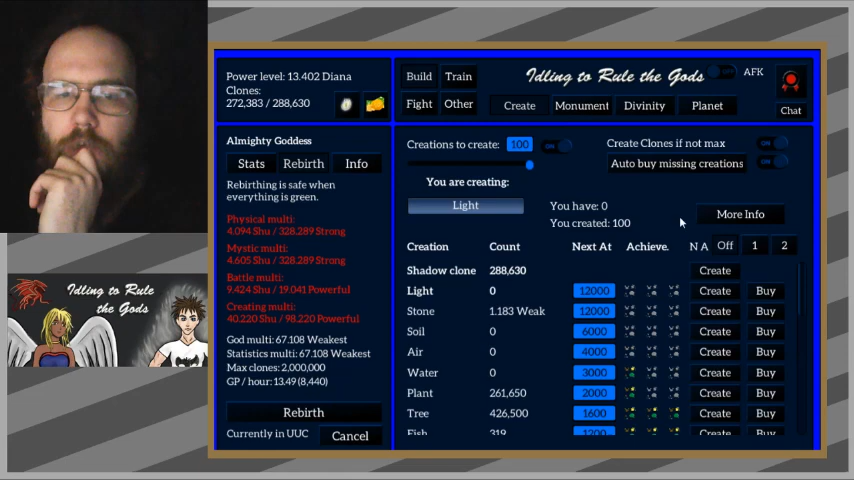 Power level: 13.402 Diana
Clones:
272,383 / 288,630
Build
Train
Fight
Other
Idling to Rule the Gods
OFF
AFK
Create
Monument
Divinity
Planet
Chat
Almighty Goddess
Stats
Rebirth
Info
Rebirthing is safe when
everything is green.
Physical multi:
4.094 Shu / 328.289 Strong
Mystic multi:
4.605 Shu / 328.289 Strong
Battle multi:
9.424 Shu / 19.041 Powerful
Creating multi:
40.220 Shu / 98.220 Powerful
God multi: 67.108 Weakest
Statistics multi: 67.108 Weakest
Max clones: 2,000,000
GP / hour: 13.49 (8,440)
Rebirth
Currently in UUC
Cancel
Creations to create:
100
ON
Create Clones if not max
ON
Auto buy missing creations
ON
You are creating:
Light
You have: 0
You created: 100
More Info
Creation Count Next At Achieve. N A Off 1 2
Shadow clone 288,630 Create
Light 0 12000 Create Buy
Stone 1.183 Weak 12000 Create Buy
Soil 0 6000 Create Buy
Air 0 4000 Create Buy
Water 0 3000 Create Buy
Plant 261,650 2000 Create Buy
Tree 426,500 1600 Create Buy
Fish 319 1200 Create Buy
Idling to Rule
the Gods